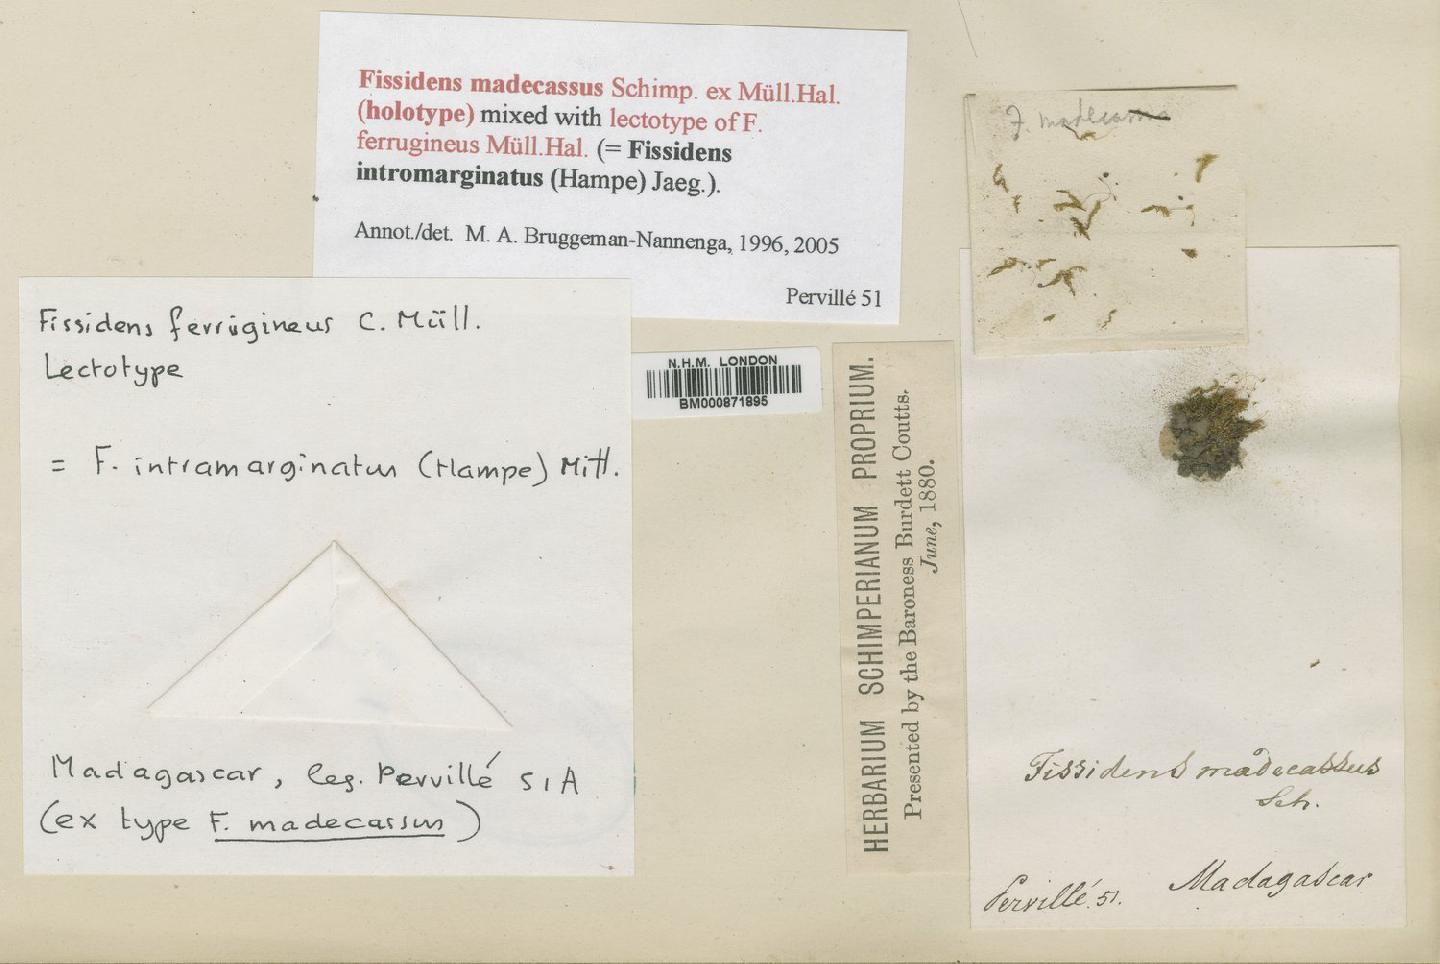 Fissidens madecassus Schimp. ex Müll.Hal.
(holotype) mixed with lectotype of F.
ferrugineus Müll.Hal. (= Fissidens
intromarginatus (Hampe) Jaeg.).
Annot./det. M. A. Bruggeman-Nannenga, 1996, 2005
Pervillé 51
Fissidens ferrugineus C. Müll.
Lectotype
= F. intramarginatus (Hampe) Mitt.
Madagascar, leg. Pervillé 51A
(ex type F. madecassus)
N.H.M. LONDON
BM000871895
HERBARIUM SCHIMPERIANUM PROPRIUM.
Presented by the Baroness Burdett Coutts.
June, 1880.
F. madecassus
Fissidens madecassus
Sch.
Pervillé 51. Madagascar